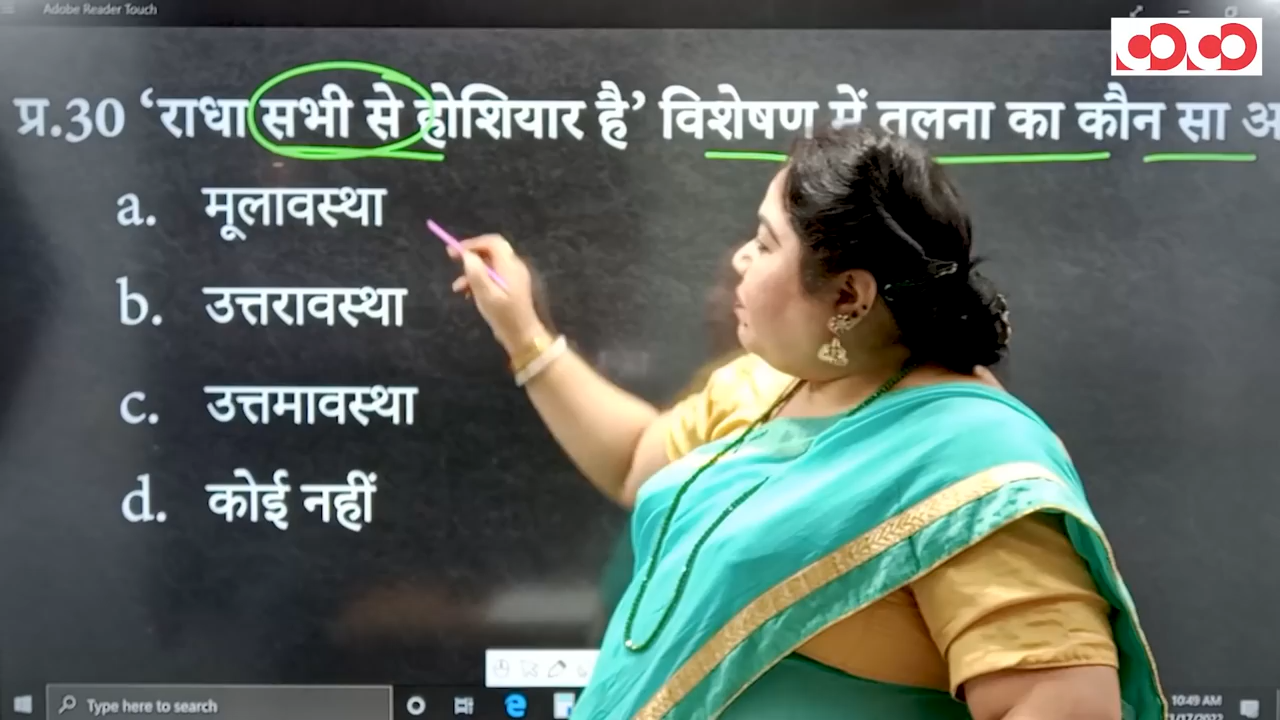 Adobe Reader Touch
प्र.30 ‘राधा सभी से होशियार है’ विशेषण में तुलना का कौन सा
a. मूलावस्था
b. उत्तरावस्था
c. उत्तमावस्था
d. कोई नहीं
Type here to search
10:49 AM